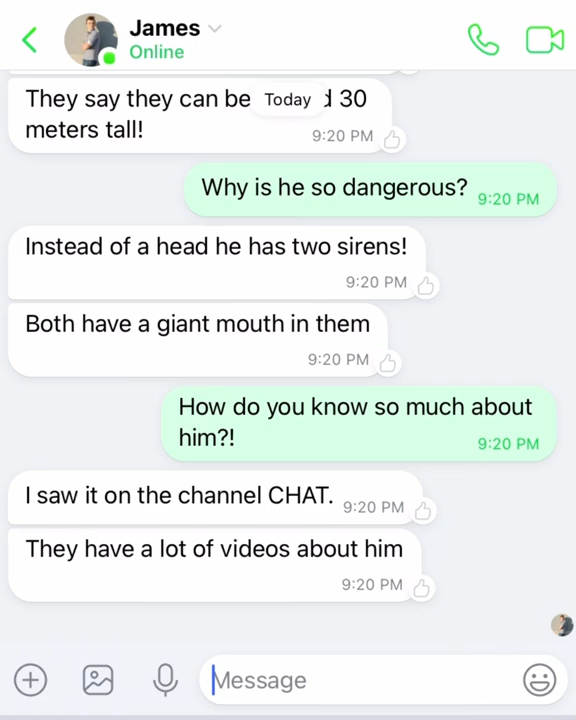 James
Online
They say they can be
Today
30
meters tall!
9:20 PM
Why is he so dangerous?
9:20 PM
Instead of a head he has two sirens!
9:20 PM
Both have a giant mouth in them
9:20 PM
How do you know so much about
him?!
9:20 PM
I saw it on the channel CHAT.
9:20 PM
They have a lot of videos about him
9:20 PM
Message